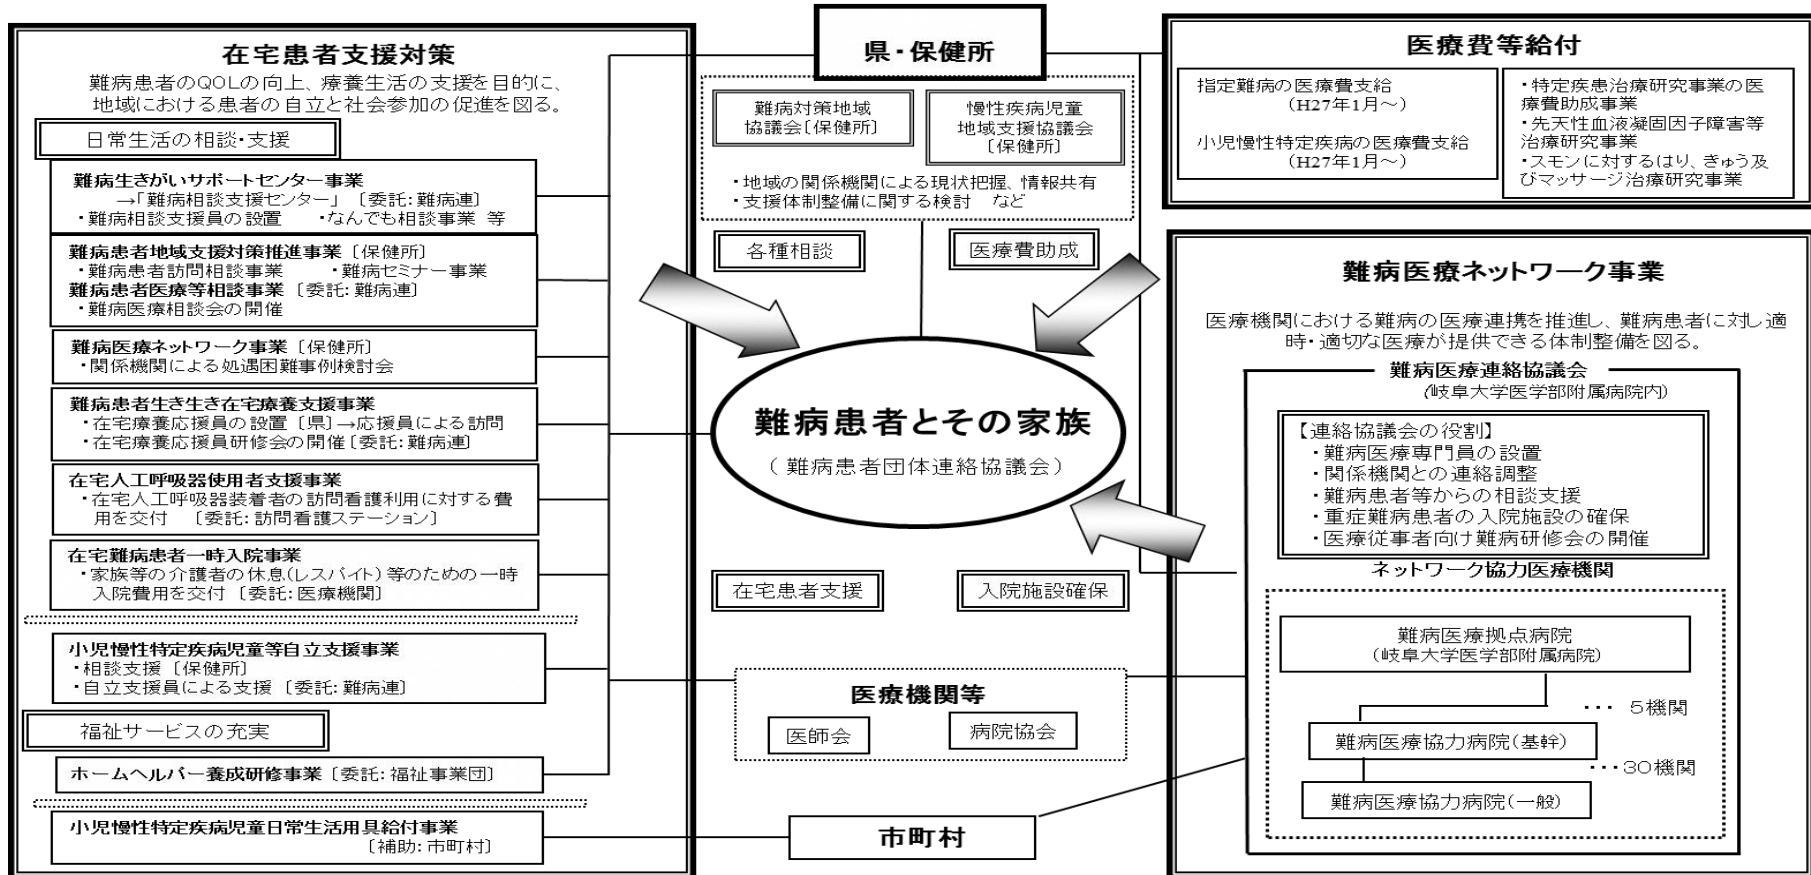 在宅患者支援対策
難病患者のQOLの向上、療養生活の支援を目的に、
地域における患者の自立と社会参加の促進を図る。
日常生活の相談・支援
難病生きがいサポートセンター事業
→「難病相談支援センター」 〔委託:難病連〕
・難病相談支援員の設置 ・なんでも相談事業 等
難病患者地域支援対策推進事業〔保健所〕
・難病患者訪問相談事業 ・難病セミナー事業
難病患者医療等相談事業〔委託:難病連〕
・難病医療相談会の開催
難病医療ネットワーク事業〔保健所〕
・関係機関による処遇困難事例検討会
難病患者生き生き在宅療養支援事業
・在宅療養応援員の設置〔県〕→応援員による訪問
・在宅療養応援員研修会の開催〔委託:難病連〕
在宅人工呼吸器使用者支援事業
・在宅人工呼吸器装着者の訪問看護利用に対する費
用を交付 〔委託:訪問看護ステーション〕
在宅難病患者一時入院事業
・家族等の介護者の休息(レスパイト)等のための一時
入院費用を交付〔委託:医療機関〕
小児慢性特定疾病児童等自立支援事業
・相談支援〔保健所〕
・自立支援員による支援〔委託:難病連〕
福祉サービスの充実
ホームヘルパー養成研修事業〔委託:福祉事業団〕
小児慢性特定疾病児童日常生活用具給付事業
〔補助:市町村〕
県・保健所
難病対策地域
協議会〔保健所〕
慢性疾病児童
地域支援協議会
〔保健所〕
・地域の関係機関による現状把握、情報共有
・支援体制整備に関する検討 など
各種相談
医療費助成
難病患者とその家族
(難病患者団体連絡協議会)
在宅患者支援
入院施設確保
医療機関等
医師会
病院協会
市町村
医療費等給付
指定難病の医療費支給
(H27年1月～)
小児慢性特定疾病の医療費支給
(H27年1月～)
・特定疾患治療研究事業の医
療費助成事業
・先天性血液凝固因子障害等
治療研究事業
・スモンに対するはり、きゅう及
びマッサージ治療研究事業
難病医療ネットワーク事業
医療機関における難病の医療連携を推進し、難病患者に対し適
時・適切な医療が提供できる体制整備を図る。
難病医療連絡協議会
(岐阜大学医学部附属病院内)
【連絡協議会の役割】
・難病医療専門員の設置
・関係機関との連絡調整
・難病患者等からの相談支援
・重症難病患者の入院施設の確保
・医療従事者向け難病研修会の開催
ネットワーク協力医療機関
難病医療拠点病院
(岐阜大学医学部附属病院)
… 5機関
難病医療協力病院(基幹)
…30機関
難病医療協力病院(一般)